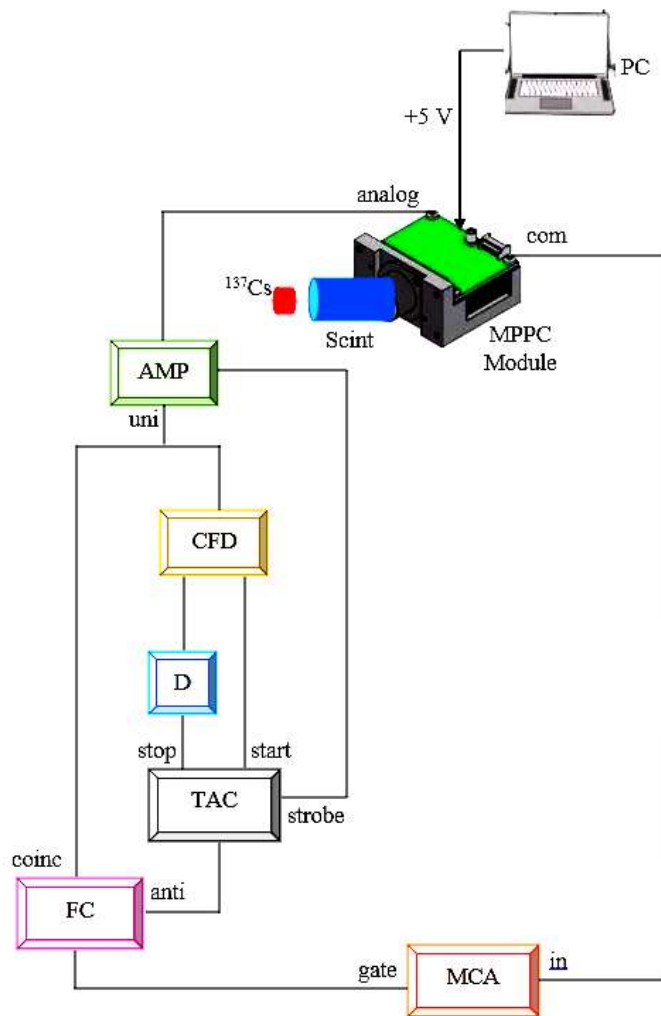 PC
+5 V
analog
com
¹³⁷Cs
Scint
MPPC
Module
AMP
uni
CFD
D
stop
start
TAC
strobe
coinc
anti
FC
gate
MCA
in